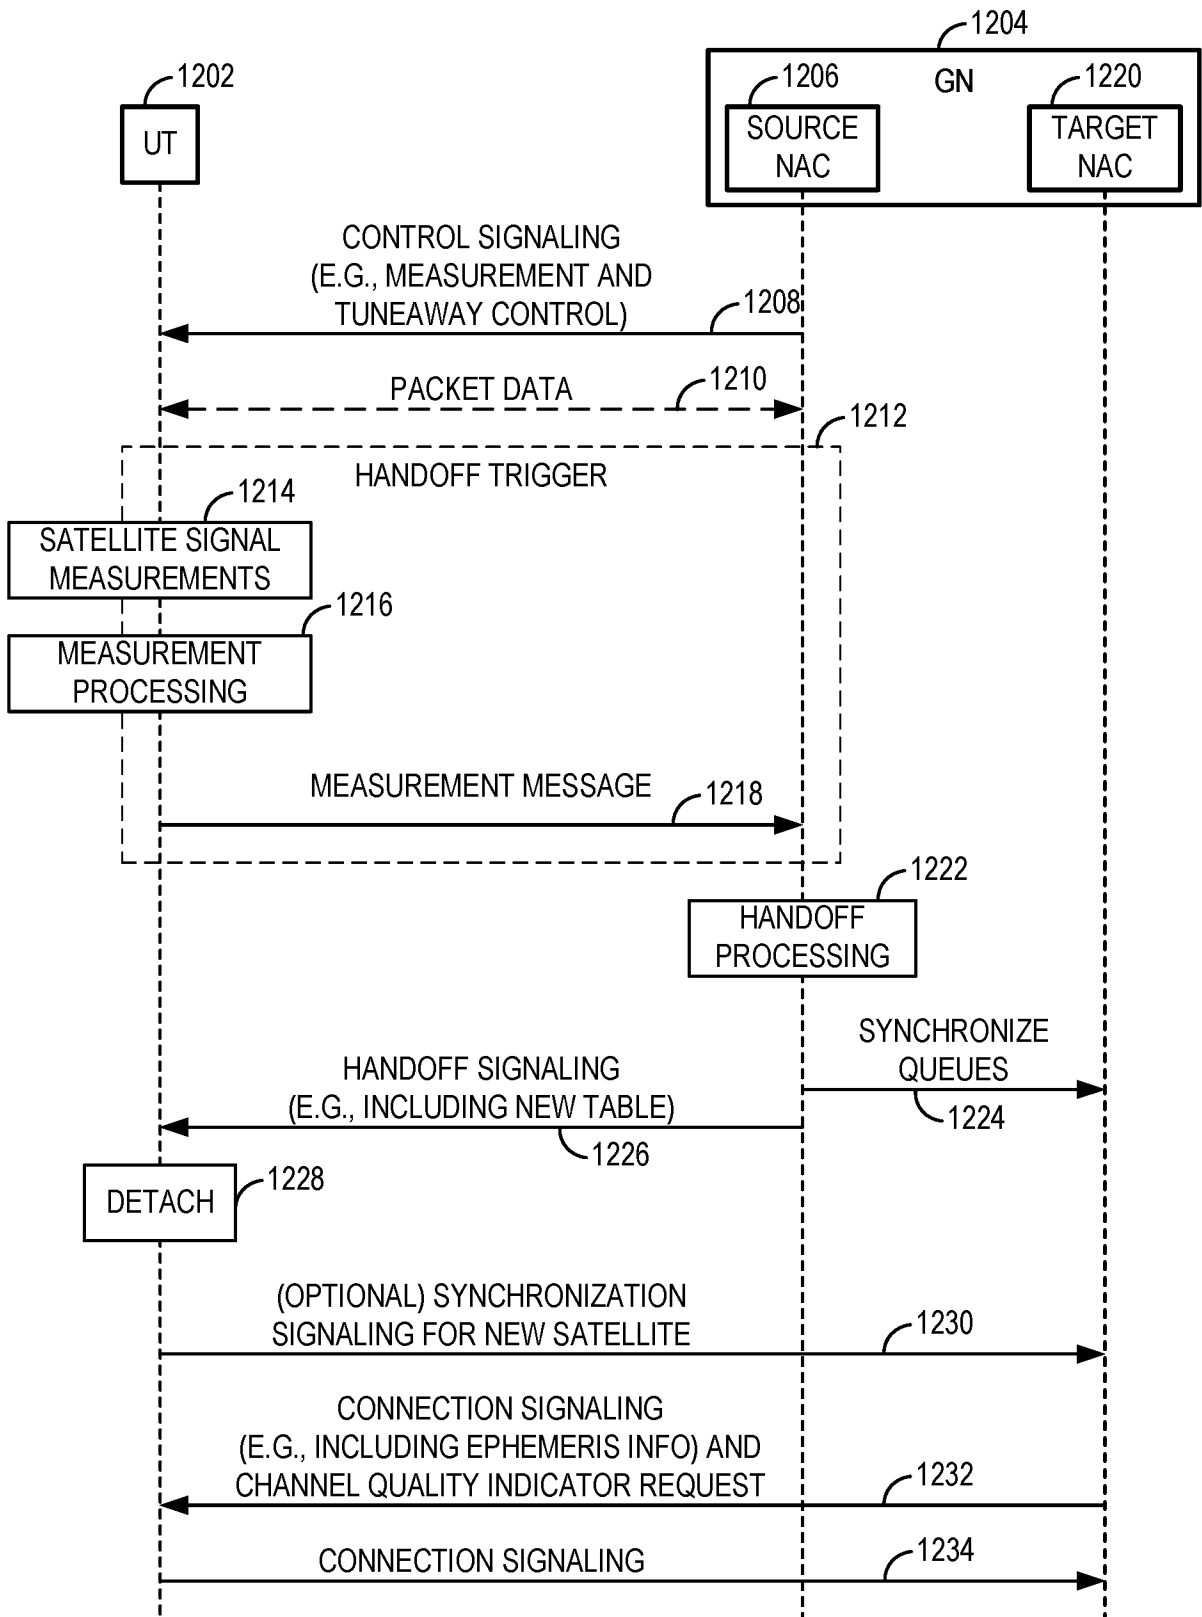 1204
GN
1202
1206
1220
UT
SOURCE
NAC
TARGET
NAC
CONTROL SIGNALING
(E.G., MEASUREMENT AND
TUNEAWAY CONTROL)
1208
PACKET DATA
1210
1212
HANDOFF TRIGGER
1214
SATELLITE SIGNAL
MEASUREMENTS
1216
MEASUREMENT
PROCESSING
MEASUREMENT MESSAGE
1218
1222
HANDOFF
PROCESSING
SYNCHRONIZE
QUEUES
1224
HANDOFF SIGNALING
(E.G., INCLUDING NEW TABLE)
1226
DETACH
1228
(OPTIONAL) SYNCHRONIZATION
SIGNALING FOR NEW SATELLITE
1230
CONNECTION SIGNALING
(E.G., INCLUDING EPHEMERIS INFO) AND
CHANNEL QUALITY INDICATOR REQUEST
1232
CONNECTION SIGNALING
1234